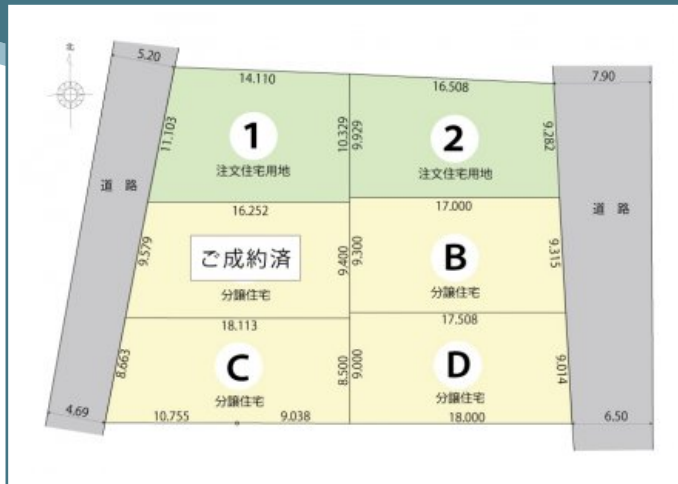 北
5.20
14.110
16.508
7.90
11.103
1
注文住宅用地
10.329
9.929
2
注文住宅用地
9.282
道路
道路
16.252
17.000
9.579
ご成約済
分譲住宅
9.400
9.300
B
分譲住宅
9.315
18.113
17.508
8.663
C
分譲住宅
8.500
9.000
D
分譲住宅
9.014
4.69
10.755
9.038
18.000
6.50